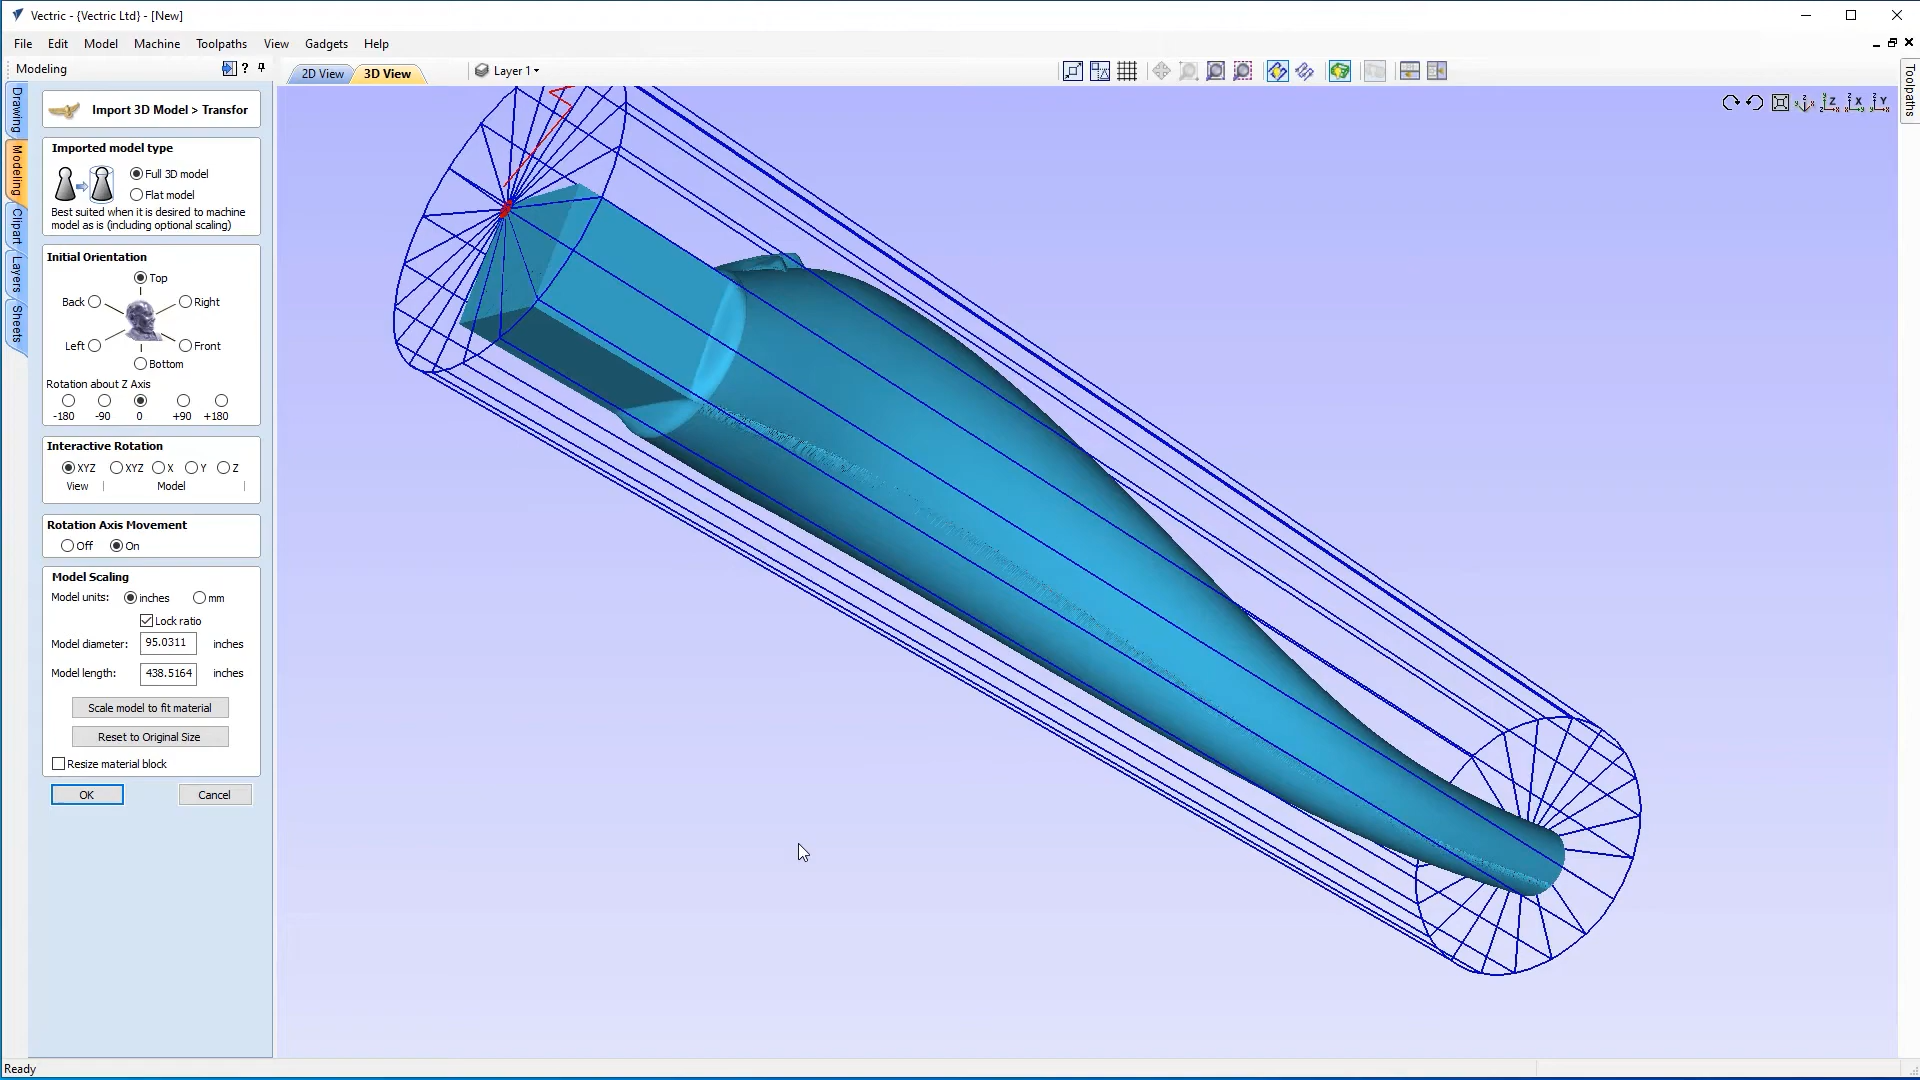 Vectric - {Vectric Ltd} - [New]
File Edit Model Machine Toolpaths View Gadgets Help
Modeling
?
2D View
3D View
Layer 1
Toolpaths
Drawing
Modeling
Clipart
Layers
Sheets
Import 3D Model > Transfor
Imported model type
Full 3D model
Flat model
Best suited when it is desired to machine
model as is (including optional scaling)
Initial Orientation
Top
Back
Right
Left
Front
Bottom
Rotation about Z Axis
-180 -90 0 +90 +180
Interactive Rotation
XYZ XYZ X Y Z
View | Model |
Rotation Axis Movement
Off On
Model Scaling
Model units: inches mm
Lock ratio
Model diameter: 95.0311 inches
Model length: 438.5164 inches
Scale model to fit material
Reset to Original Size
Resize material block
OK Cancel
Ready